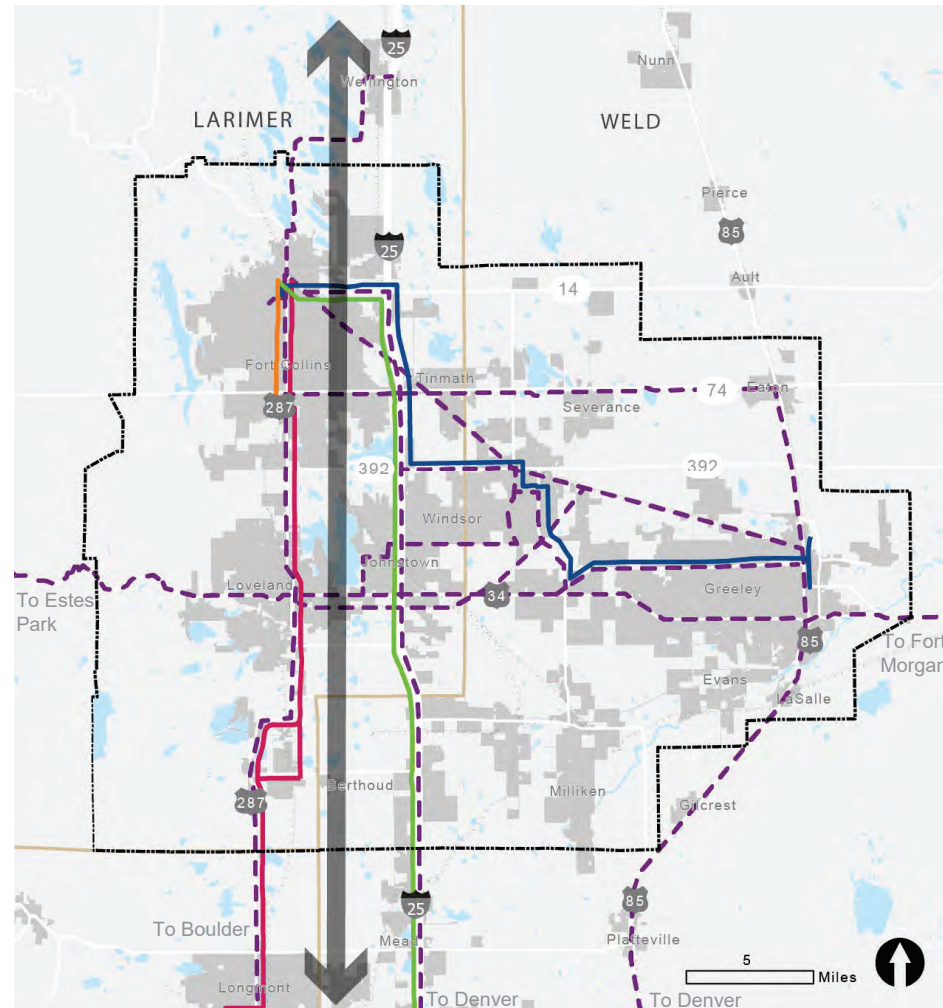 25
Nunn
Wellington
LARIMER
WELD
Pierce
85
25
Ault
14
Fort Collins
Tinmath
Eaton
74
287
Severance
392
392
Windsor
Johnstown
Loveland
Greeley
34
To Estes
Park
85
To Fort
Morgan
Evans
LaSalle
Berthoud
Milliken
287
Gilcrest
25
85
To Boulder
Mead
Platteville
5
Miles
Longmont
To Denver
To Denver